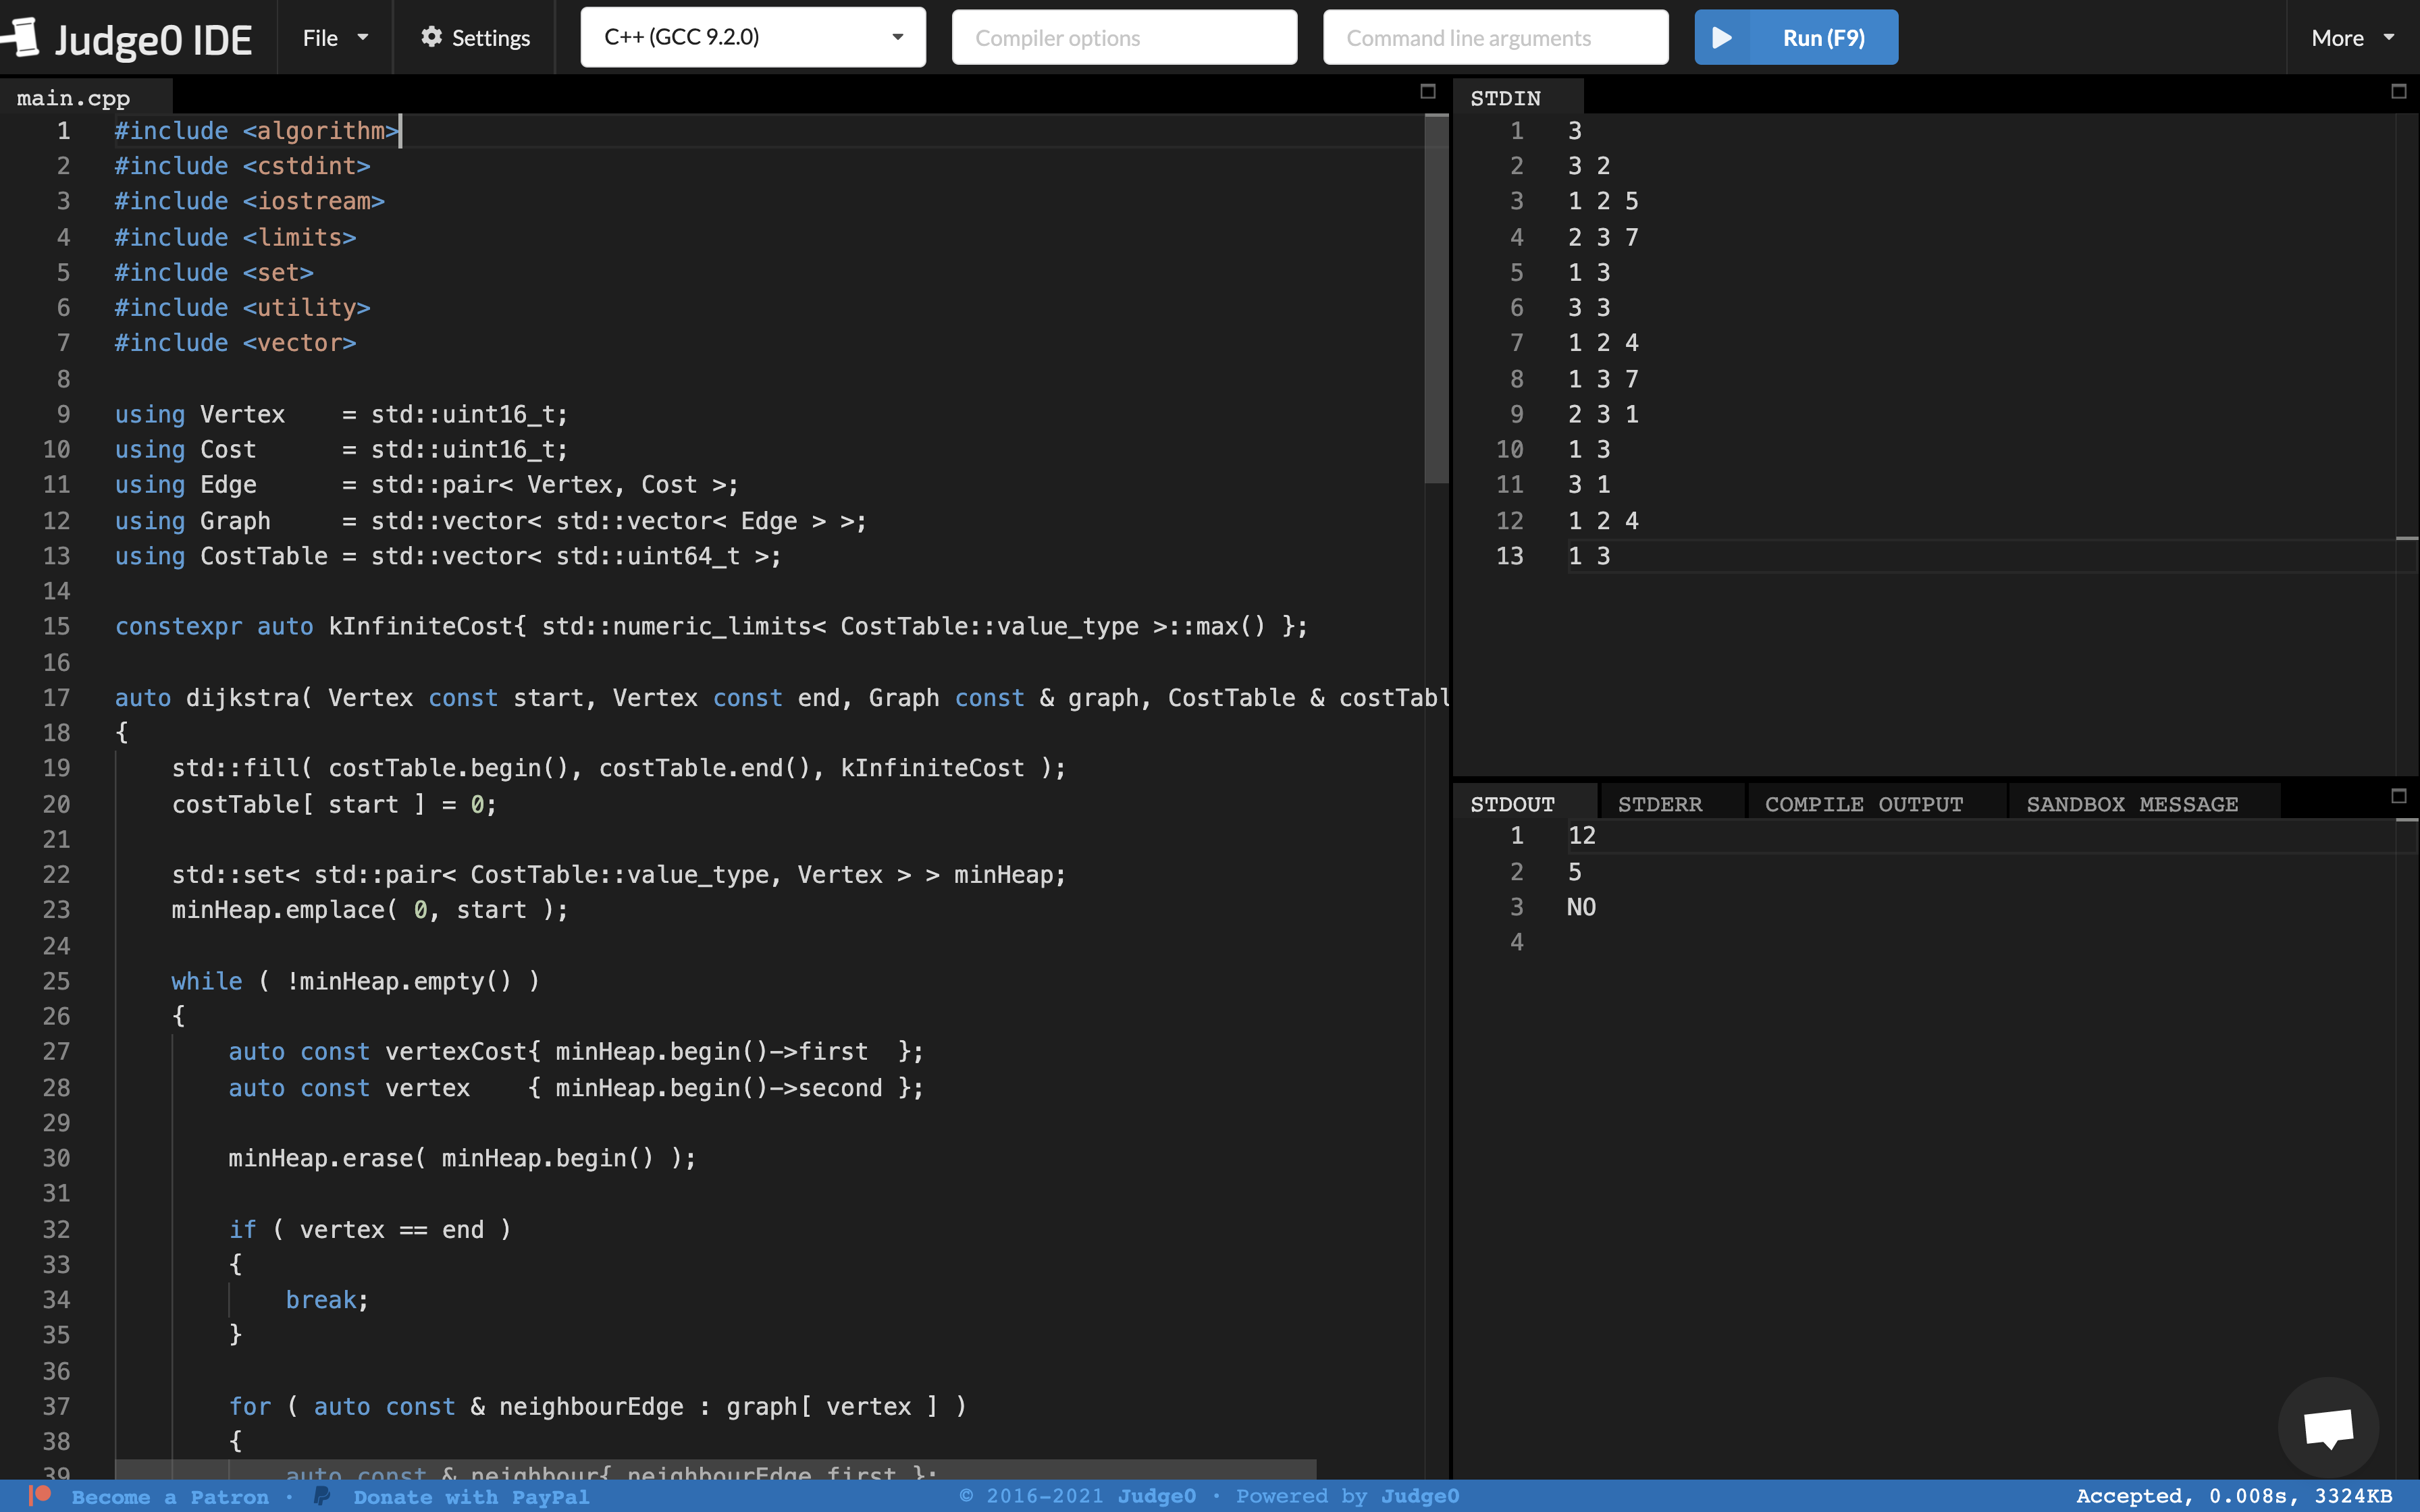 Judge0 IDE File Settings C++ (GCC 9.2.0) Compiler options Command line arguments Run (F9) More
main.cpp
1 #include <algorithm>
2 #include <cstdint>
3 #include <iostream>
4 #include <limits>
5 #include <set>
6 #include <utility>
7 #include <vector>
8
9 using Vertex    = std::uint16_t;
10 using Cost      = std::uint16_t;
11 using Edge      = std::pair< Vertex, Cost >;
12 using Graph     = std::vector< std::vector< Edge > >;
13 using CostTable = std::vector< std::uint64_t >;
14
15 constexpr auto kInfiniteCost{ std::numeric_limits< CostTable::value_type >::max() };
16
17 auto dijkstra( Vertex const start, Vertex const end, Graph const & graph, CostTable & costTabl
18 {
19     std::fill( costTable.begin(), costTable.end(), kInfiniteCost );
20     costTable[ start ] = 0;
21
22     std::set< std::pair< CostTable::value_type, Vertex > > minHeap;
23     minHeap.emplace( 0, start );
24
25     while ( !minHeap.empty() )
26     {
27         auto const vertexCost{ minHeap.begin()->first  };
28         auto const vertex    { minHeap.begin()->second };
29
30         minHeap.erase( minHeap.begin() );
31
32         if ( vertex == end )
33         {
34             break;
35         }
36
37         for ( auto const & neighbourEdge : graph[ vertex ] )
38         {
39             auto const & neighbour{ neighbourEdge.first };
STDIN
1 3
2 3 2
3 1 2 5
4 2 3 7
5 1 3
6 3 3
7 1 2 4
8 1 3 7
9 2 3 1
10 1 3
11 3 1
12 1 2 4
13 1 3
STDOUT STDERR COMPILE OUTPUT SANDBOX MESSAGE
1 12
2 5
3 NO
4
Become a Patron · Donate with PayPal © 2016-2021 Judge0 · Powered by Judge0 Accepted, 0.008s, 3324KB